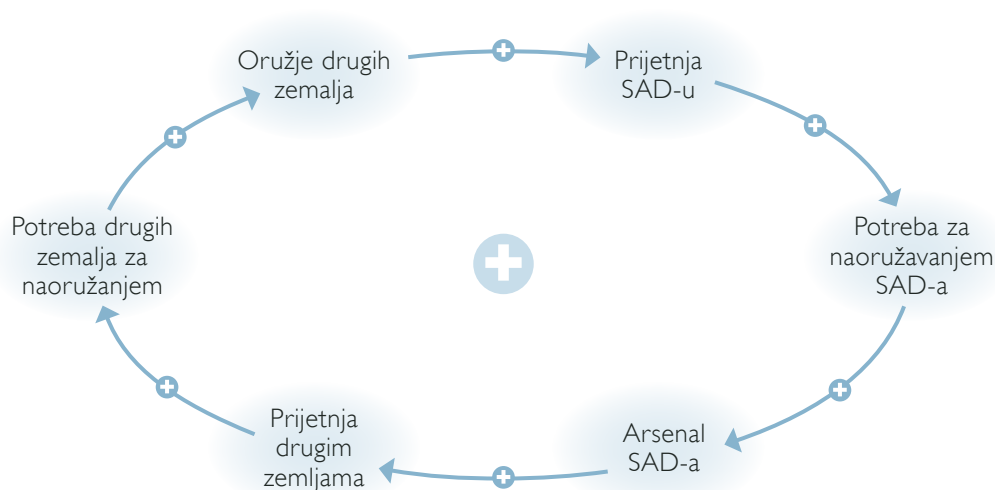 Oružje drugih
zemalja
Prijetnja
SAD-u
Potreba za
naoružavanjem
SAD-a
Arsenal
SAD-a
Prijetnja
drugim
zemljama
Potreba drugih
zemalja za
naoružanjem